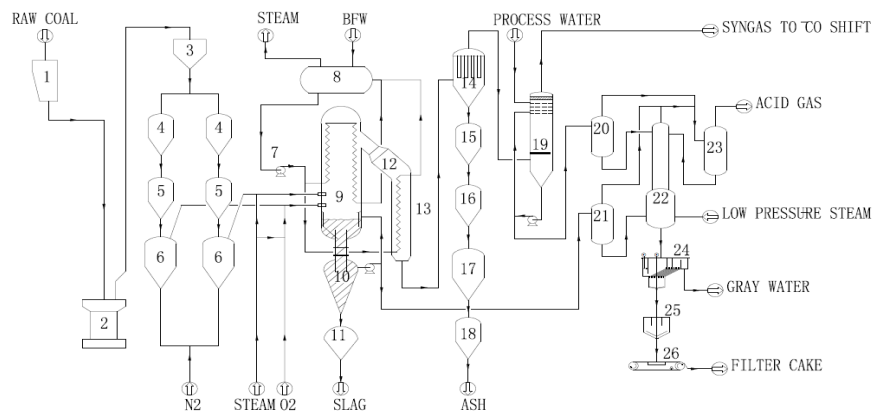 STEAM
BFW
RAW COAL
PROCESS WATER
SYNGAS TO CO SHIFT
3
8
1
14
ACID GAS
4
4
15
20
7
12
19
23
5
5
9
16
13
22
21
LOW PRESSURE STEAM
6
6
24
10
17
GRAY WATER
2
25
11
18
26
FILTER CAKE
N2
STEAM
O2
SLAG
ASH